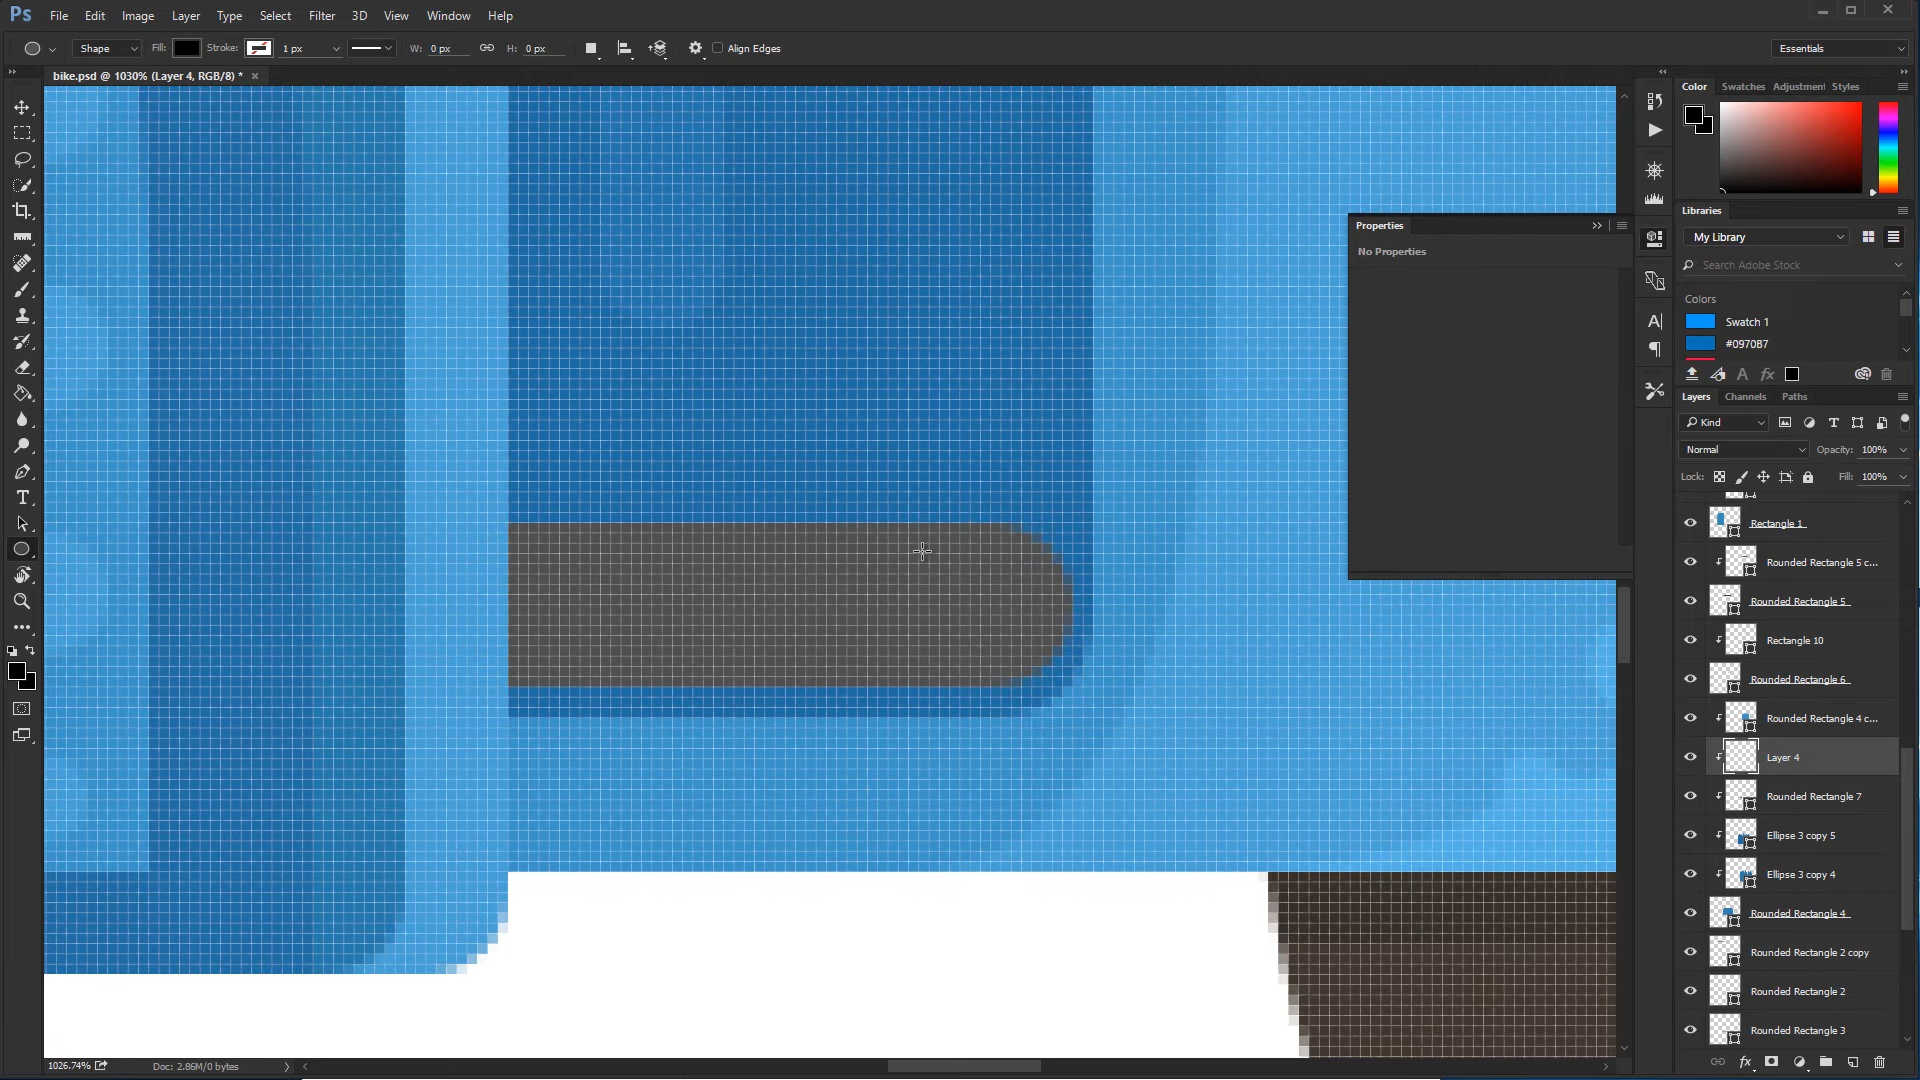 Ps File Edit Image Layer Type Select Filter 3D View Window Help
Shape Fill: Stroke: 1 px W: 0 px H: 0 px Align Edges Essentials
bike.psd @ 1030% (Layer 4, RGB/8) *
Color Swatches Adjustment Styles
Properties
No Properties
Libraries
My Library
Search Adobe Stock
Colors
Swatch 1
#0970B7
Layers Channels Paths
Kind
Normal Opacity: 100%
Lock: Fill: 100%
Rectangle 1
Rounded Rectangle 5 c...
Rounded Rectangle 5
Rectangle 10
Rounded Rectangle 6
Rounded Rectangle 4 c...
Layer 4
Rounded Rectangle 7
Ellipse 3 copy 5
Ellipse 3 copy 4
Rounded Rectangle 4
Rounded Rectangle 2 copy
Rounded Rectangle 2
Rounded Rectangle 3
1026.74% Doc: 2.86M/0 bytes